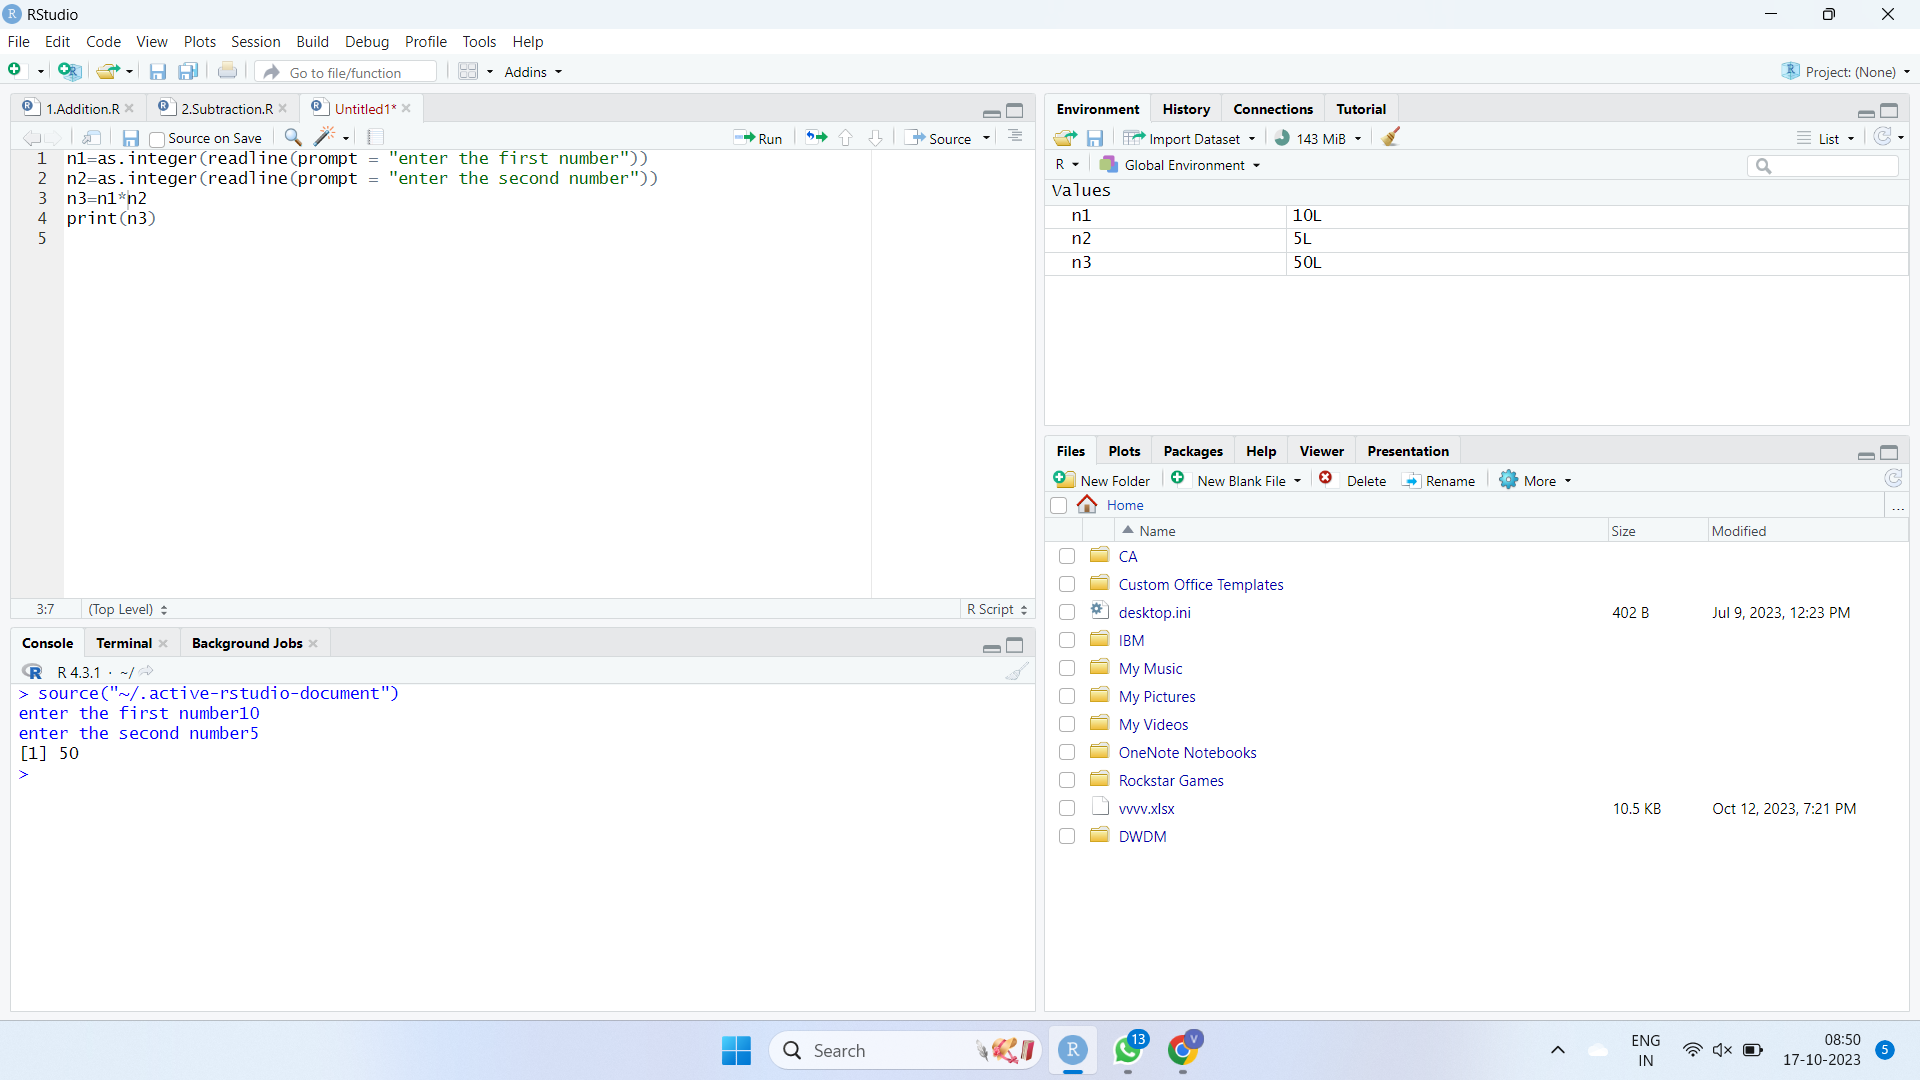 RStudio
File Edit Code View Plots Session Build Debug Profile Tools Help
Go to file/function Addins Project: (None)
1.Addition.R 2.Subtraction.R Untitled1*
Source on Save Run Source
1 n1=as.integer(readline(prompt = "enter the first number"))
2 n2=as.integer(readline(prompt = "enter the second number"))
3 n3=n1*n2
4 print(n3)
5
3:7 (Top Level) R Script
Console Terminal Background Jobs
R 4.3.1 · ~/
> source("~/.active-rstudio-document")
enter the first number10
enter the second number5
[1] 50
>
Environment History Connections Tutorial
Import Dataset 143 MiB List
R Global Environment
Values
n1 10L
n2 5L
n3 50L
Files Plots Packages Help Viewer Presentation
New Folder New Blank File Delete Rename More
Home ...
Name Size Modified
CA
Custom Office Templates
desktop.ini 402 B Jul 9, 2023, 12:23 PM
IBM
My Music
My Pictures
My Videos
OneNote Notebooks
Rockstar Games
vvvv.xlsx 10.5 KB Oct 12, 2023, 7:21 PM
DWDM
Search R 13 V
ENG 08:50
IN 17-10-2023 5